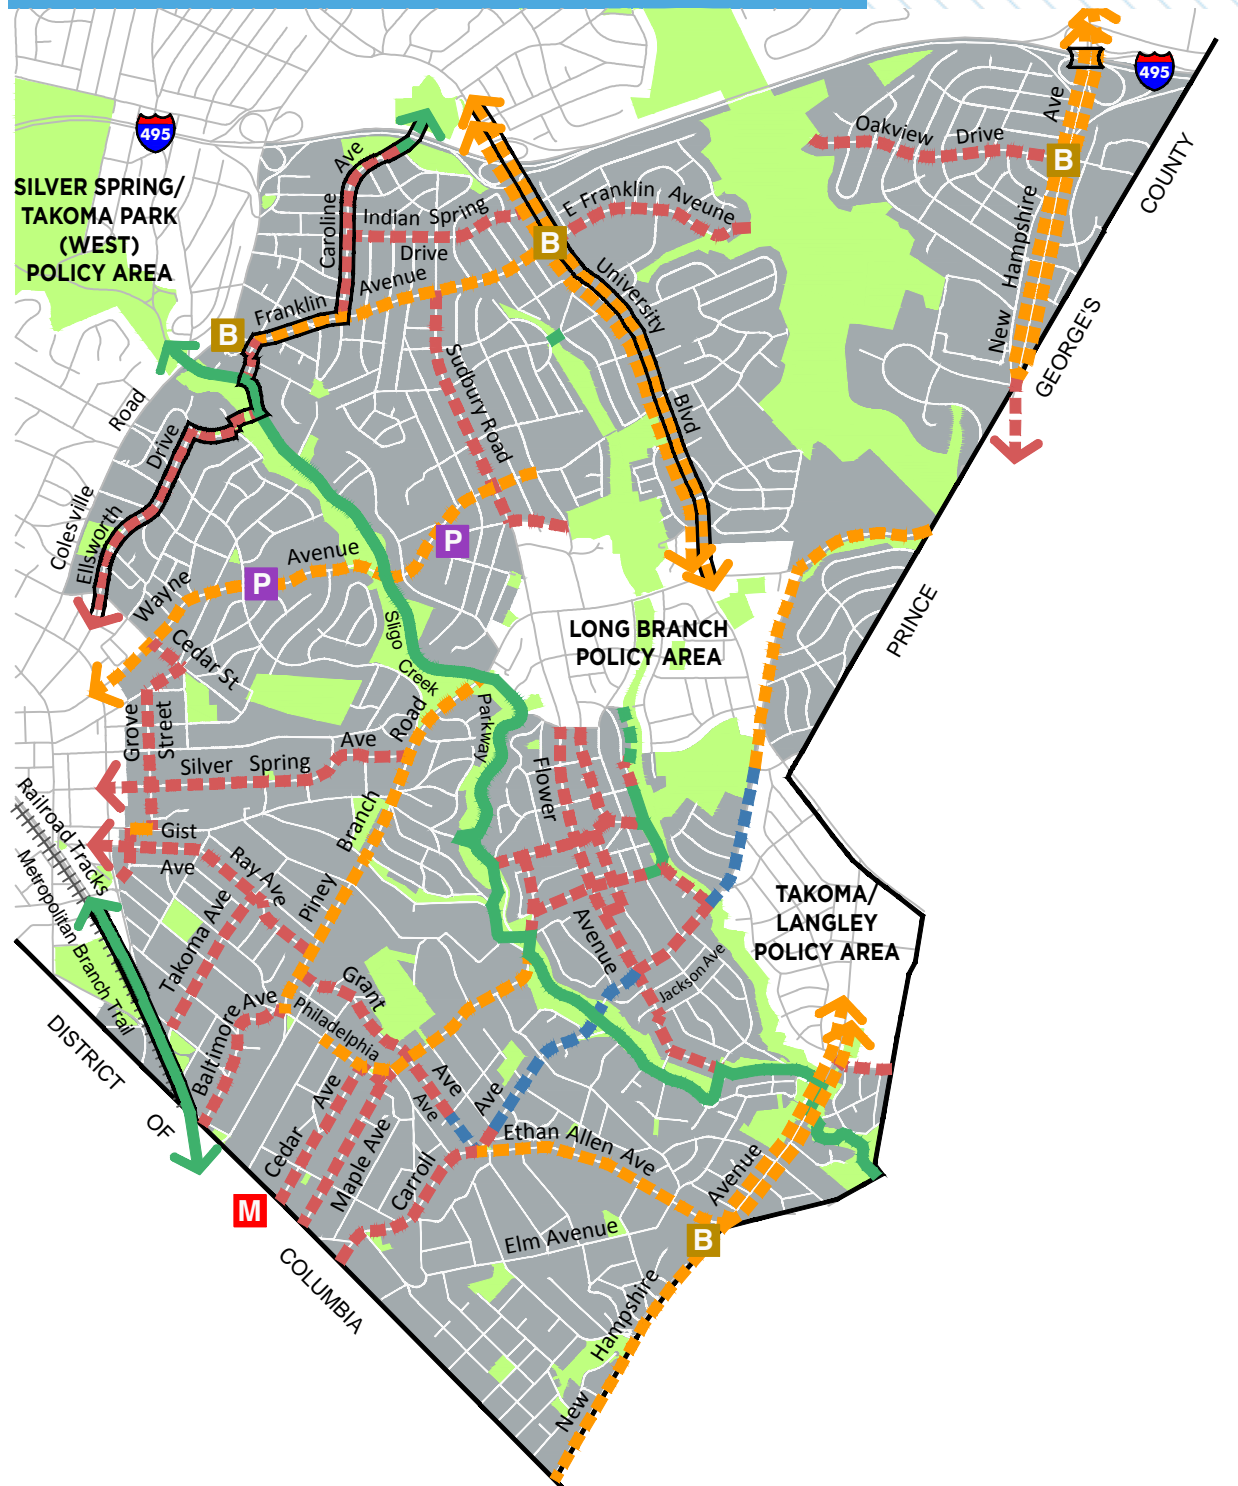 495
495
SILVER SPRING/
TAKOMA PARK
(WEST)
POLICY AREA
Caroline
Ave
Indian Spring
Drive
E Franklin Aveune
Oakview Drive
Ave
Hampshire
New
B
B
B
COUNTY
GEORGE'S
PRINCE
Franklin
Avenue
University
Blvd
Sudbury Road
Road
Colesville
Drive
Ellsworth
Wayne
Avenue
P
P
Cedar St
Sligo
Creek
Parkway
LONG BRANCH
POLICY AREA
Grove
Street
Silver Spring
Ave
Road
Branch
Piney
Flower
Avenue
Railroad Tracks
Metropolitan Branch Trail
Gist
Ave
Ray Ave
Takoma Ave
Grant
Ave
Philadelphia
Ave
Baltimore Ave
Jackson Ave
TAKOMA/
LANGLEY
POLICY AREA
DISTRICT
OF
COLUMBIA
M
Cedar
Ave
Maple Ave
Carroll
Ave
Ethan Allen Ave
Elm Avenue
Avenue
B
Hampshire
New